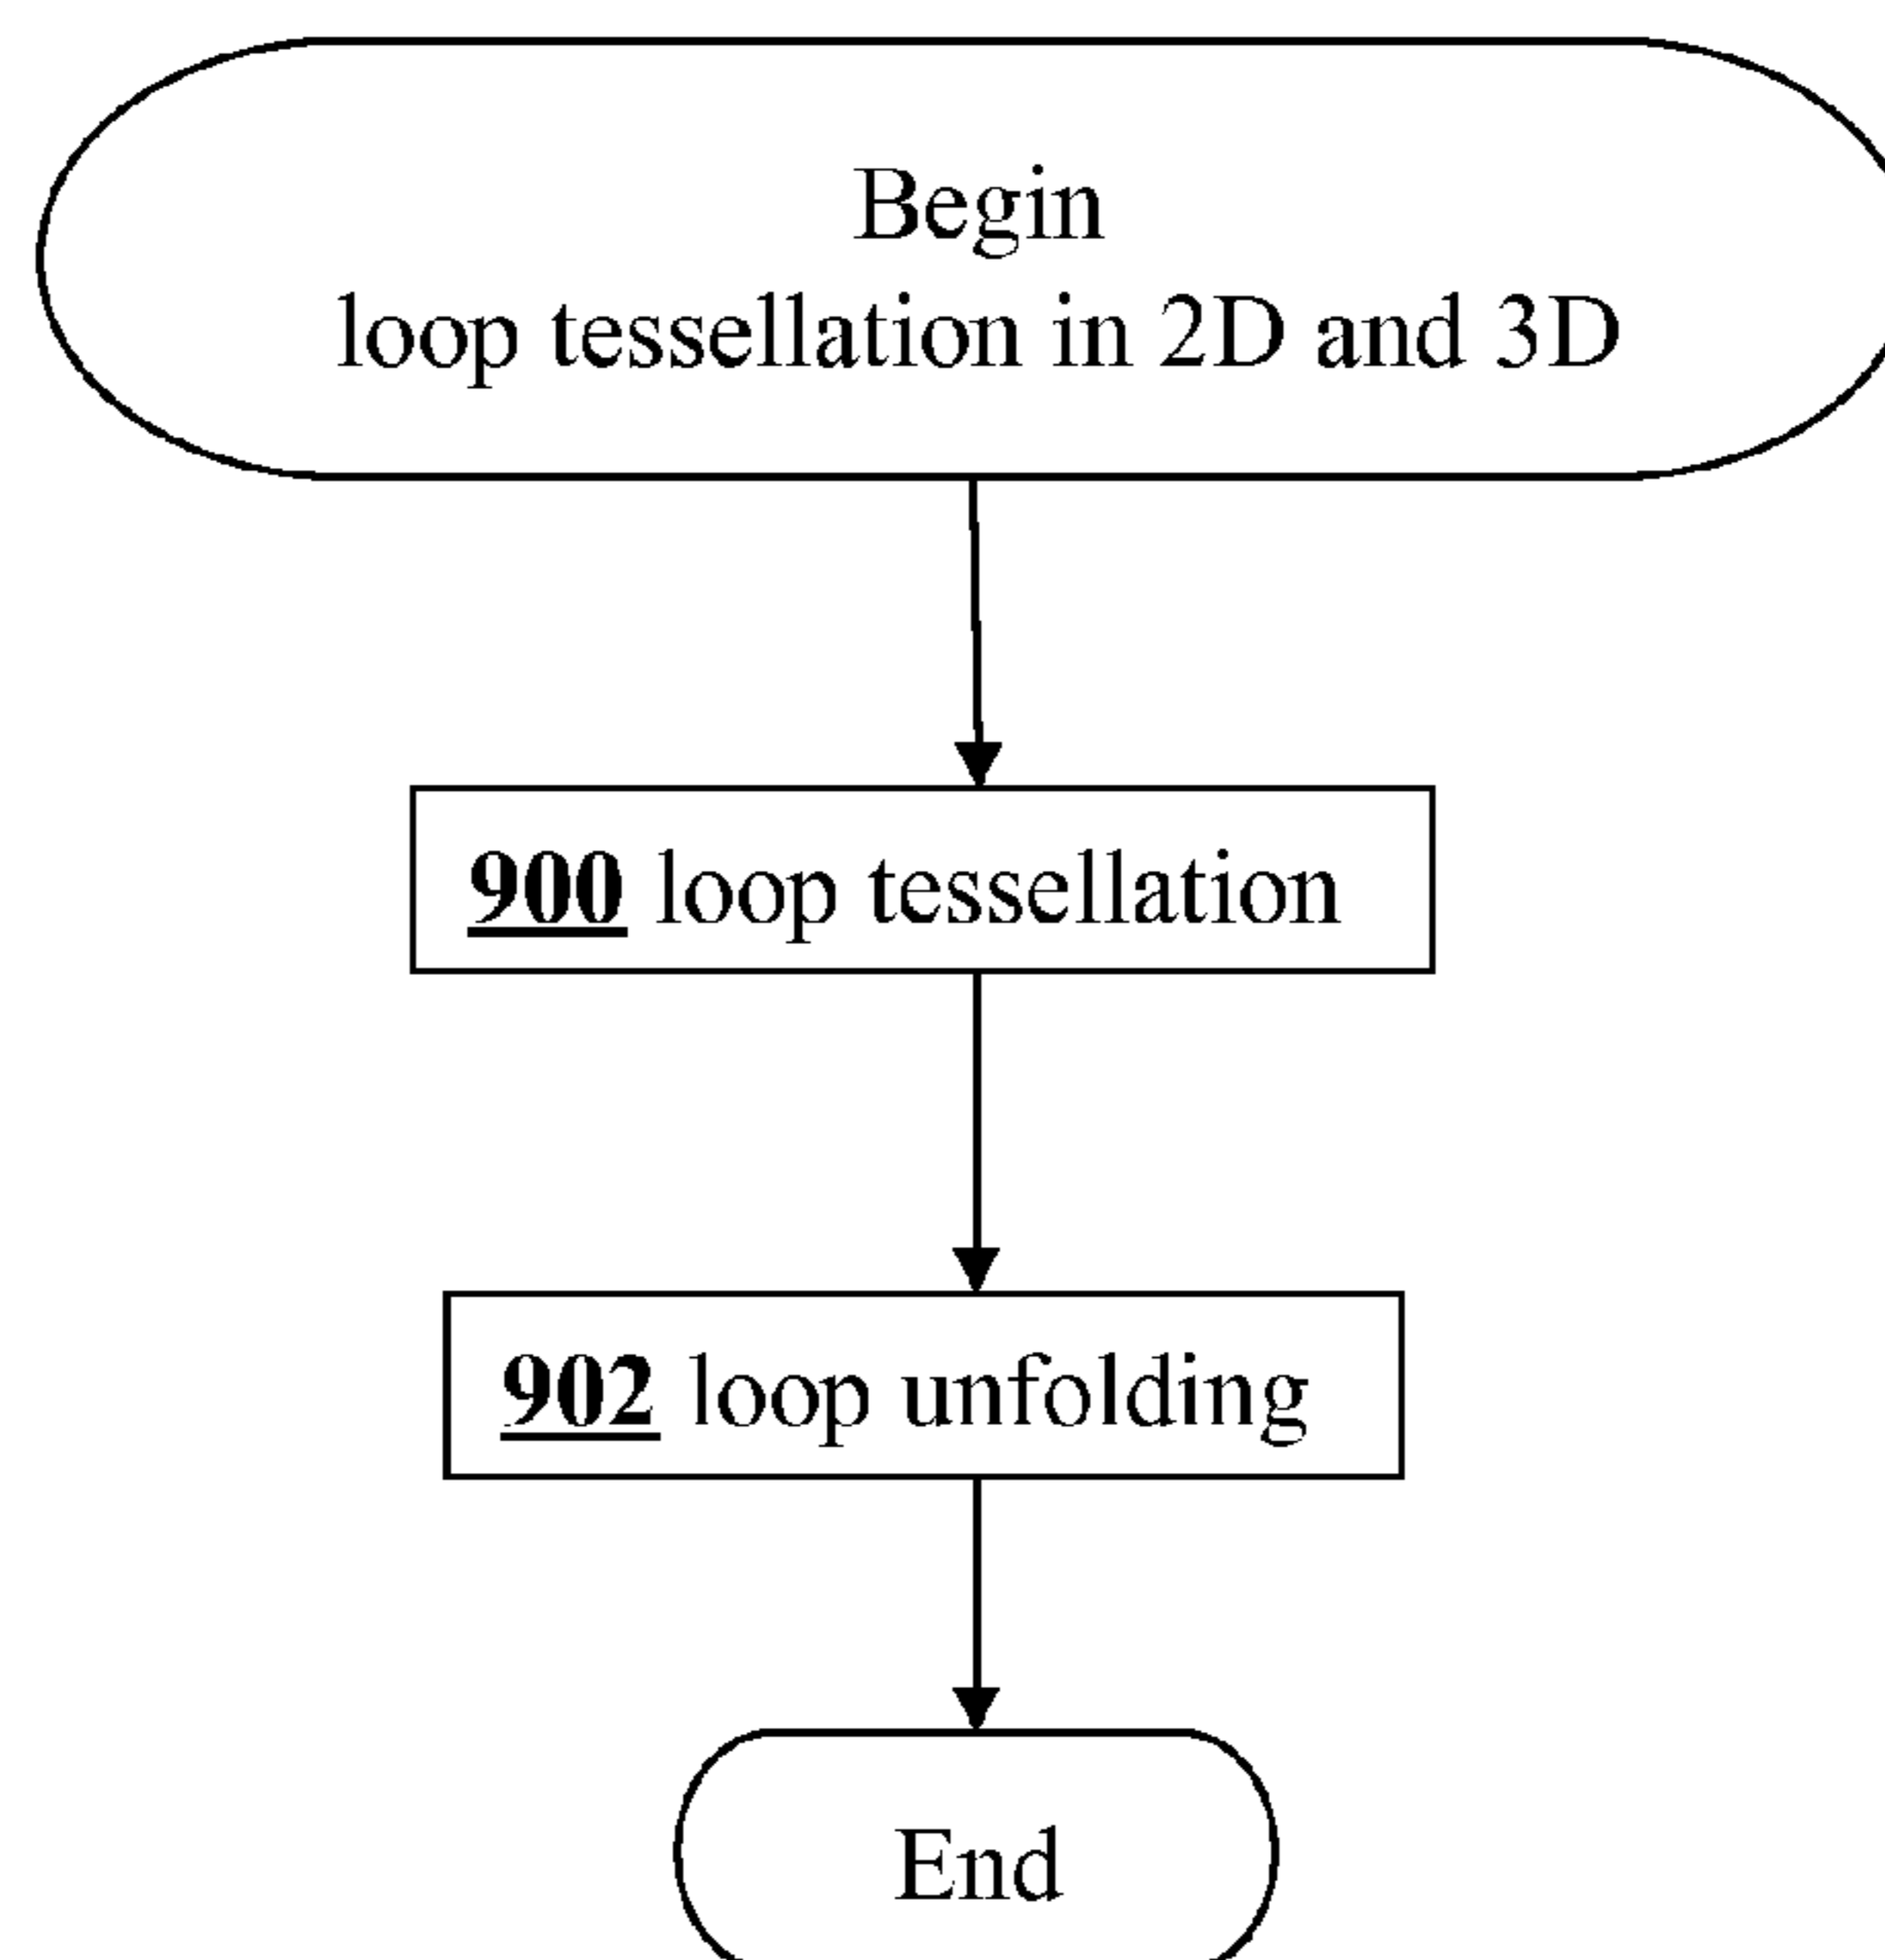 Begin
loop tessellation in 2D and 3D
900 loop tessellation
902 loop unfolding
End